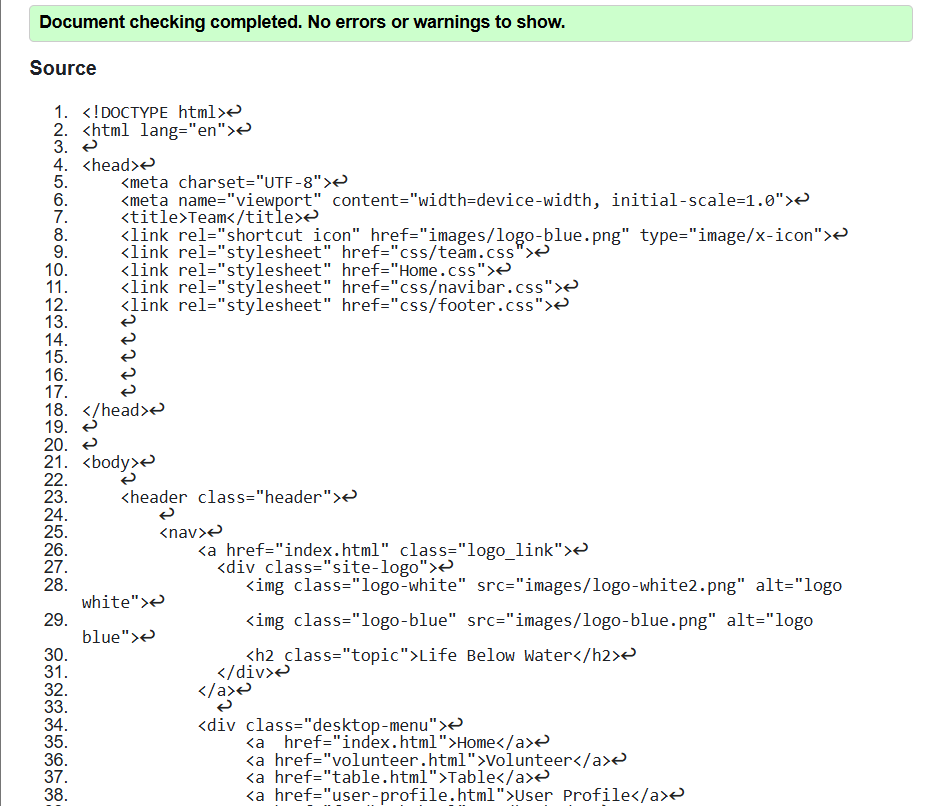 Document checking completed. No errors or warnings to show.
Source
1. <!DOCTYPE html>↩
2. <html lang="en">↩
3. ↩
4. <head>↩
5. <meta charset="UTF-8">↩
6. <meta name="viewport" content="width=device-width, initial-scale=1.0">↩
7. <title>Team</title>↩
8. <link rel="shortcut icon" href="images/logo-blue.png" type="image/x-icon">↩
9. <link rel="stylesheet" href="css/team.css">↩
10. <link rel="stylesheet" href="Home.css">↩
11. <link rel="stylesheet" href="css/navibar.css">↩
12. <link rel="stylesheet" href="css/footer.css">↩
13. ↩
14. ↩
15. ↩
16. ↩
17. ↩
18. </head>↩
19. ↩
20. ↩
21. <body>↩
22. ↩
23. <header class="header">↩
24. ↩
25. <nav>↩
26. <a href="index.html" class="logo_link">↩
27. <div class="site-logo">↩
28. <img class="logo-white" src="images/logo-white2.png" alt="logo
white">↩
29. <img class="logo-blue" src="images/logo-blue.png" alt="logo
blue">↩
30. <h2 class="topic">Life Below Water</h2>↩
31. </div>↩
32. </a>↩
33. ↩
34. <div class="desktop-menu">↩
35. <a  href="index.html">Home</a>↩
36. <a href="volunteer.html">Volunteer</a>↩
37. <a href="table.html">Table</a>↩
38. <a href="user-profile.html">User Profile</a>↩